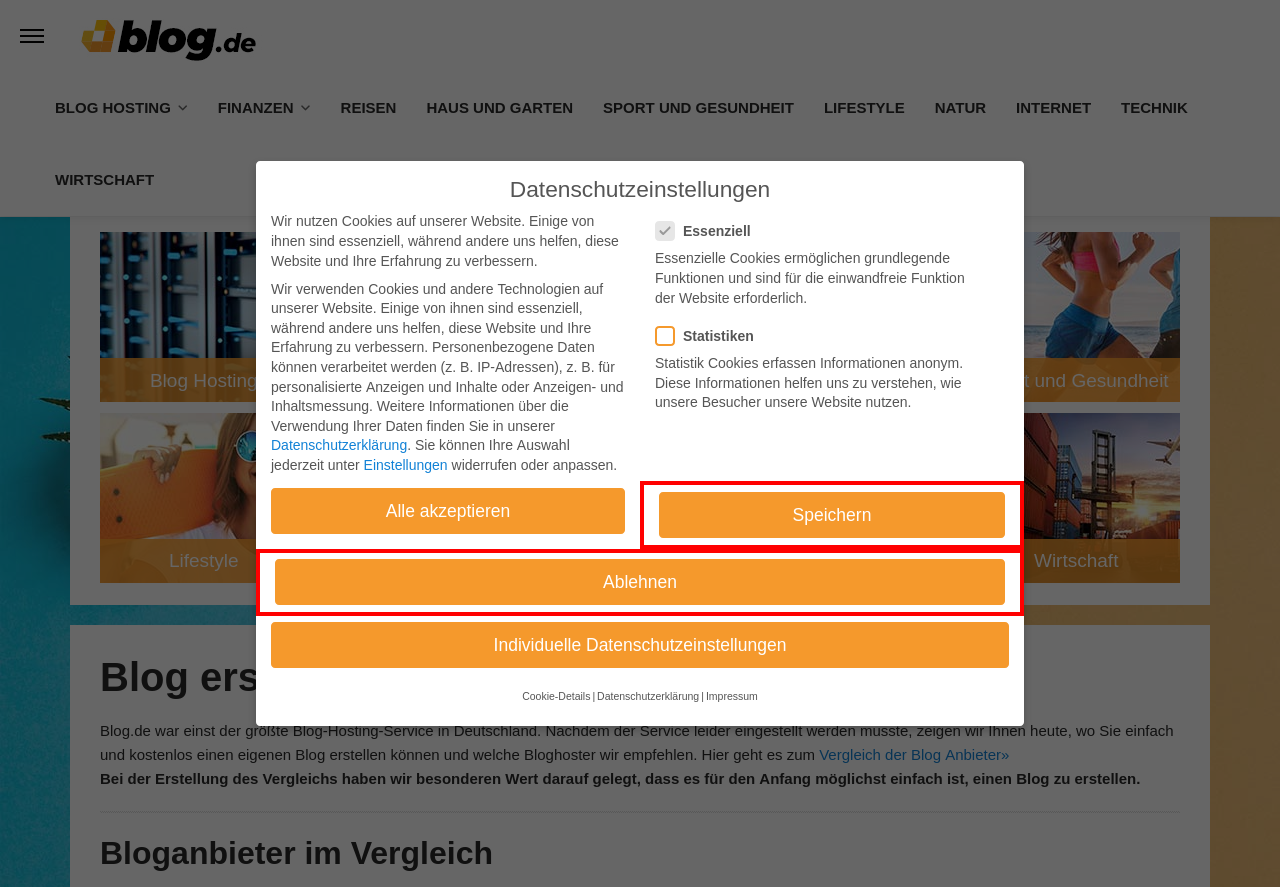 blog.de
BLOG HOSTING FINANZEN REISEN HAUS UND GARTEN SPORT UND GESUNDHEIT LIFESTYLE NATUR INTERNET TECHNIK
WIRTSCHAFT
Datenschutzeinstellungen
Wir nutzen Cookies auf unserer Website. Einige von
ihnen sind essenziell, während andere uns helfen, diese
Website und Ihre Erfahrung zu verbessern.
Wir verwenden Cookies und andere Technologien auf
unserer Website. Einige von ihnen sind essenziell,
während andere uns helfen, diese Website und Ihre
Erfahrung zu verbessern. Personenbezogene Daten
können verarbeitet werden (z. B. IP-Adressen), z. B. für
personalisierte Anzeigen und Inhalte oder Anzeigen- und
Inhaltsmessung. Weitere Informationen über die
Verwendung Ihrer Daten finden Sie in unserer
Datenschutzerklärung. Sie können Ihre Auswahl
jederzeit unter Einstellungen widerrufen oder anpassen.
Essenziell
Essenzielle Cookies ermöglichen grundlegende
Funktionen und sind für die einwandfreie Funktion
der Website erforderlich.
Statistiken
Statistik Cookies erfassen Informationen anonym.
Diese Informationen helfen uns zu verstehen, wie
unsere Besucher unsere Website nutzen.
Alle akzeptieren
Speichern
Ablehnen
Individuelle Datenschutzeinstellungen
Cookie-Details | Datenschutzerklärung | Impressum
Blog Hosting
t und Gesundheit
Lifestyle
Wirtschaft
Blog ers
Blog.de war einst der größte Blog-Hosting-Service in Deutschland. Nachdem der Service leider eingestellt werden musste, zeigen wir Ihnen heute, wo Sie einfach
und kostenlos einen eigenen Blog erstellen können und welche Bloghoster wir empfehlen. Hier geht es zum Vergleich der Blog Anbieter»
Bei der Erstellung des Vergleichs haben wir besonderen Wert darauf gelegt, dass es für den Anfang möglichst einfach ist, einen Blog zu erstellen.
Bloganbieter im Vergleich